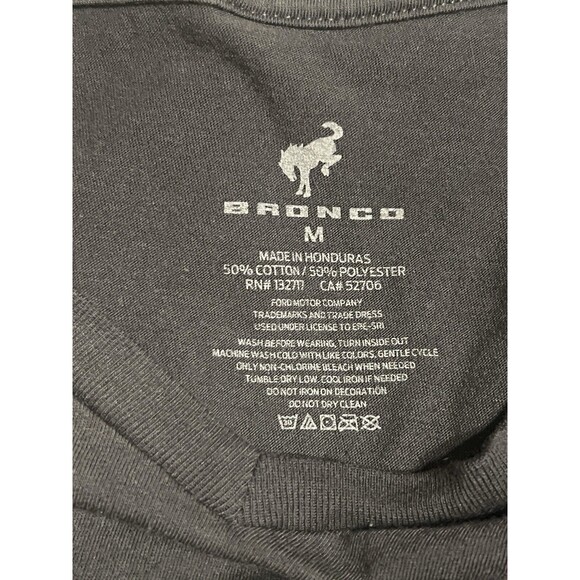 BRONCO
M
MADE IN HONDURAS
50% COTTON / 50% POLYESTER
RN# 132717 CA# 52706
FORD MOTOR COMPANY
TRADEMARKS AND TRADE DRESS
USED UNDER LICENSE TO EPE-SRI
WASH BEFORE WEARING, TURN INSIDE OUT
MACHINE WASH COLD WITH LIKE COLORS, GENTLE CYCLE
ONLY NON-CHLORINE BLEACH WHEN NEEDED
TUMBLE DRY LOW. COOL IRON IF NEEDED
DO NOT IRON ON DECORATION
DO NOT DRY CLEAN
30